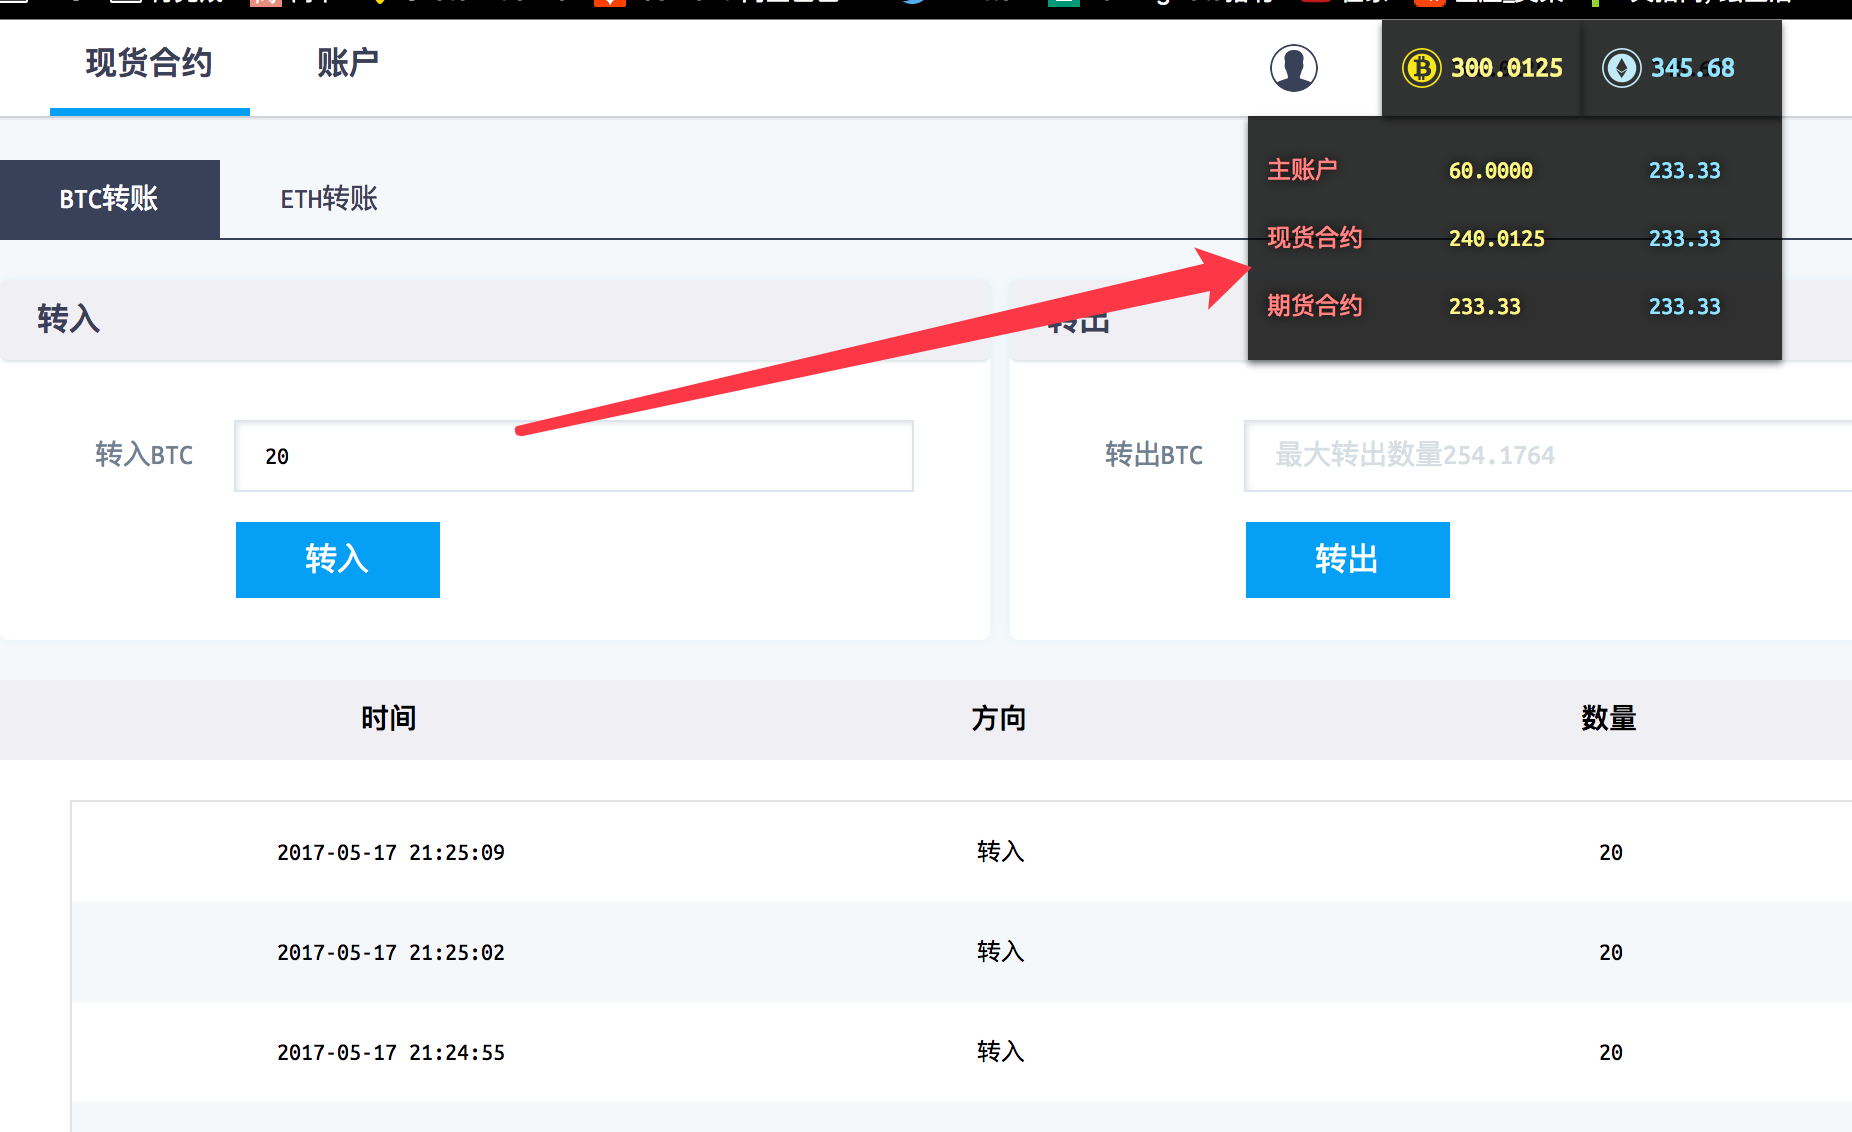 现货合约
账户
300.0125
345.68
主账户 60.0000 233.33
现货合约 240.0125 233.33
期货合约 233.33 233.33
BTC转账
ETH转账
转入
转出
转入BTC
20
转入
转出BTC
最大转出数量254.1764
转出
时间 方向 数量
2017-05-17 21:25:09 转入 20
2017-05-17 21:25:02 转入 20
2017-05-17 21:24:55 转入 20